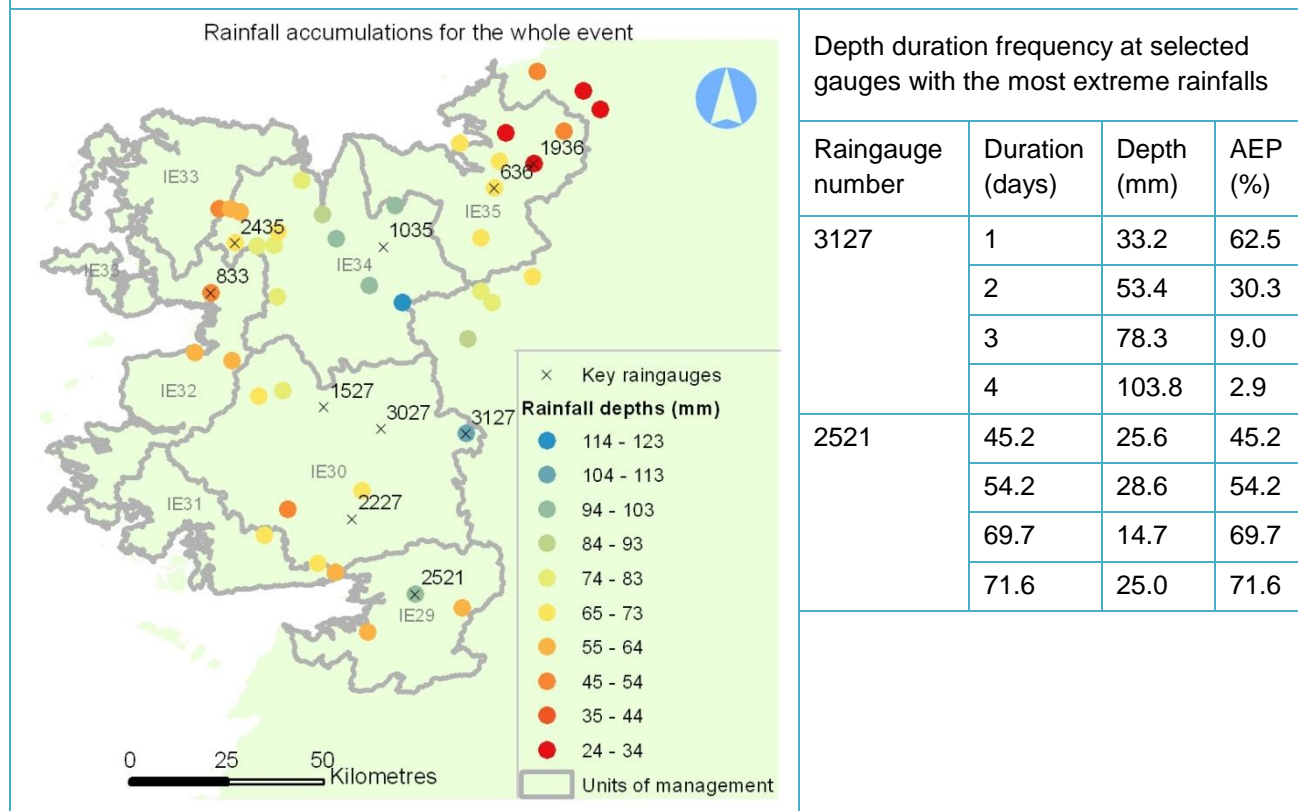 Rainfall accumulations for the whole event
1936
636
IE33
IE35
2435
1035
IE34
IE33
833
IE32
1527
3027
3127
IE30
IE31
2227
2521
IE29
Key raingauges
Rainfall depths (mm)
114 - 123
104 - 113
94 - 103
84 - 93
74 - 83
65 - 73
55 - 64
45 - 54
35 - 44
24 - 34
Units of management
0 25 50
Kilometres
Depth duration frequency at selected
gauges with the most extreme rainfalls
Raingauge number Duration (days) Depth (mm) AEP (%)
3127 1 33.2 62.5
2 53.4 30.3
3 78.3 9.0
4 103.8 2.9
2521 45.2 25.6 45.2
54.2 28.6 54.2
69.7 14.7 69.7
71.6 25.0 71.6